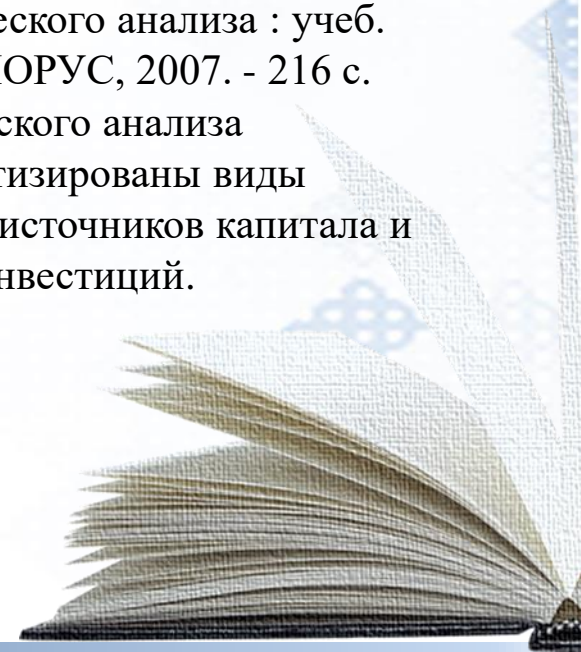 еского анализа : учеб.
ОРУС, 2007. - 216 с.
ского анализа
тизированы виды
источников капитала и
нвестиций.